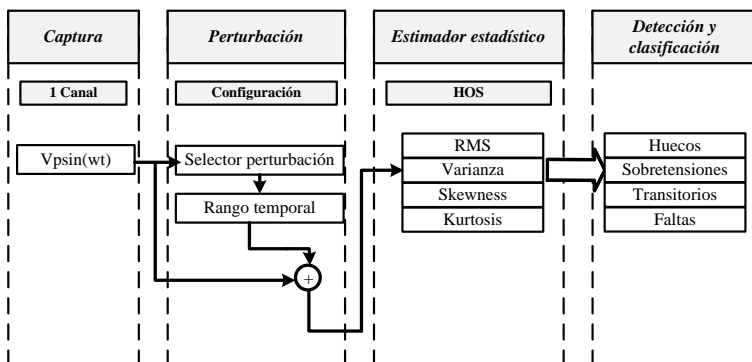 Captura
Perturbación
Estimador estadístico
Detección y
clasificación
1 Canal
Configuración
HOS
Vpsin(wt)
Selector perturbación
Rango temporal
+
RMS
Varianza
Skewness
Kurtosis
Huecos
Sobretensiones
Transitorios
Faltas